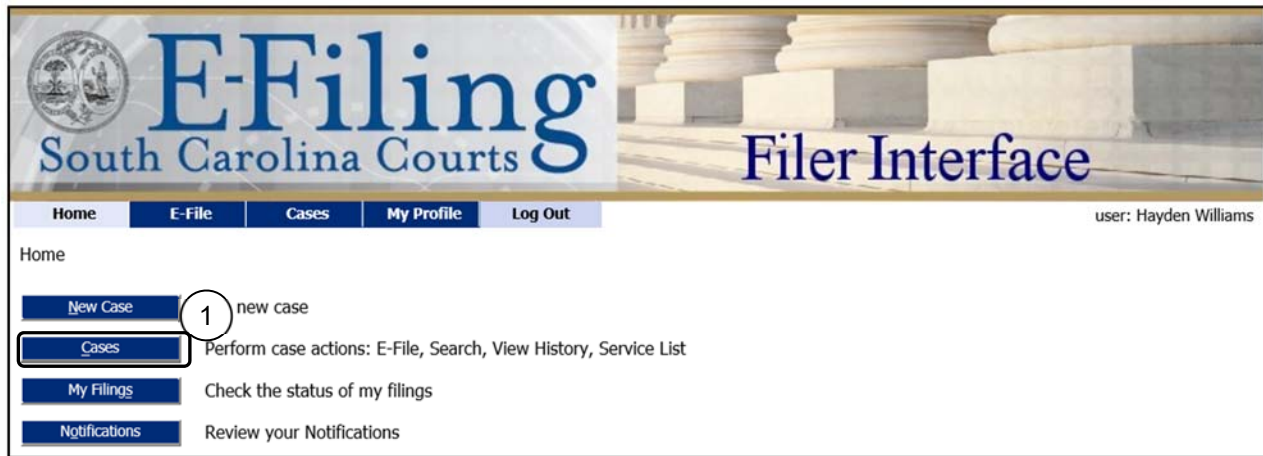 E-Filing
South Carolina Courts
Filer Interface
Home E-File Cases My Profile Log Out user: Hayden Williams
Home
New Case 1 new case
Cases Perform case actions: E-File, Search, View History, Service List
My Filings Check the status of my filings
Notifications Review your Notifications